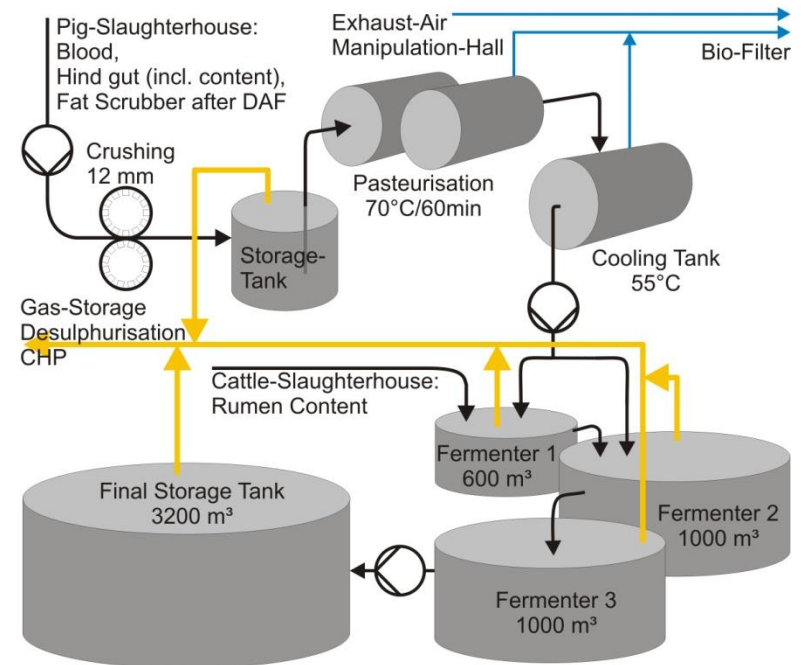 Pig-Slaughterhouse:
Blood,
Hind gut (incl. content),
Fat Scrubber after DAF
Exhaust-Air
Manipulation-Hall
Bio-Filter
Crushing
12 mm
Pasteurisation
70°C/60min
Storage-
Tank
Cooling Tank
55°C
Gas-Storage
Desulphurisation
CHP
Cattle-Slaughterhouse:
Rumen Content
Fermenter 1
600 m³
Final Storage Tank
3200 m³
Fermenter 2
1000 m³
Fermenter 3
1000 m³